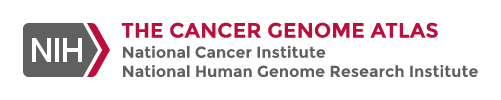 NIH
THE CANCER GENOME ATLAS
National Cancer Institute
National Human Genome Research Institute